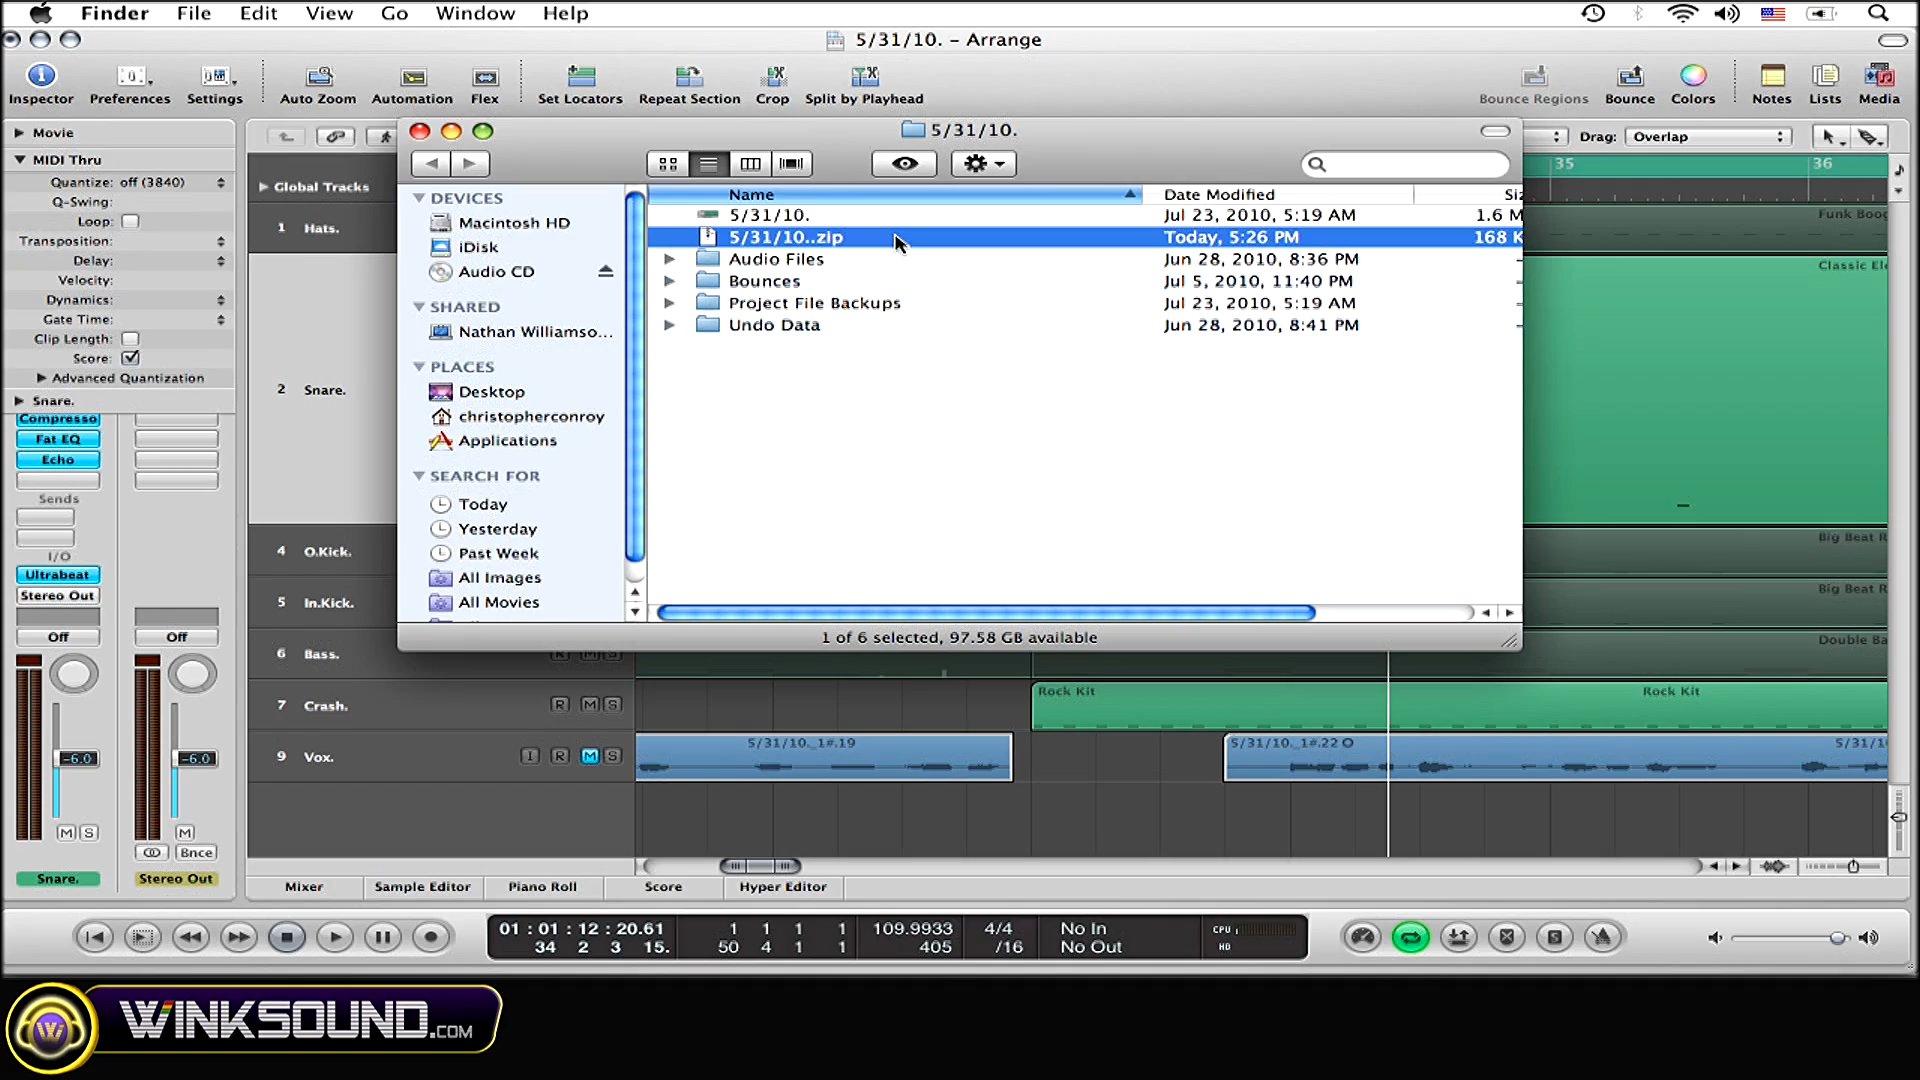 Finder File Edit View Go Window Help
5/31/10. – Arrange
Inspector Preferences Settings Auto Zoom Automation Flex Set Locators Repeat Section Crop Split by Playhead Bounce Regions Bounce Colors Notes Lists Media
Movie
5/31/10.
Drag: Overlap
MIDI Thru
35 36
Quantize: off (3840)
Q-Swing:
Loop:
Transposition:
Delay:
Velocity:
Dynamics:
Gate Time:
Clip Length:
Score:
Advanced Quantization
Snare.
Compresso
Fat EQ
Echo
Sends
I/O
Ultrabeat
Stereo Out
Off Off
-6.0 -6.0
M S M
Bnce
Snare. Stereo Out
Global Tracks
1 Hats.
2 Snare.
4 O.Kick.
5 In.Kick.
6 Bass. R M S
7 Crash. R M S
9 Vox. I R M S
DEVICES
Macintosh HD
iDisk
Audio CD
SHARED
Nathan Williamso...
PLACES
Desktop
christopherconroy
Applications
SEARCH FOR
Today
Yesterday
Past Week
All Images
All Movies
Name Date Modified Siz
5/31/10. Jul 23, 2010, 5:19 AM 1.6 M
5/31/10..zip Today, 5:26 PM 168 K
Audio Files Jun 28, 2010, 8:36 PM
Bounces Jul 5, 2010, 11:40 PM
Project File Backups Jul 23, 2010, 5:19 AM
Undo Data Jun 28, 2010, 8:41 PM
1 of 6 selected, 97.58 GB available
Funk Boog
Classic Ele
Big Beat R
Big Beat R
Double Ba
Rock Kit Rock Kit
5/31/10._1#.19 5/31/10._1#.22 5/31/10
Mixer Sample Editor Piano Roll Score Hyper Editor
01 : 01 : 12 : 20.61 1 1 1 1 109.9933 4/4 No In CPU
34 2 3 15. 50 4 1 1 405 /16 No Out HD
WINKSOUND.COM